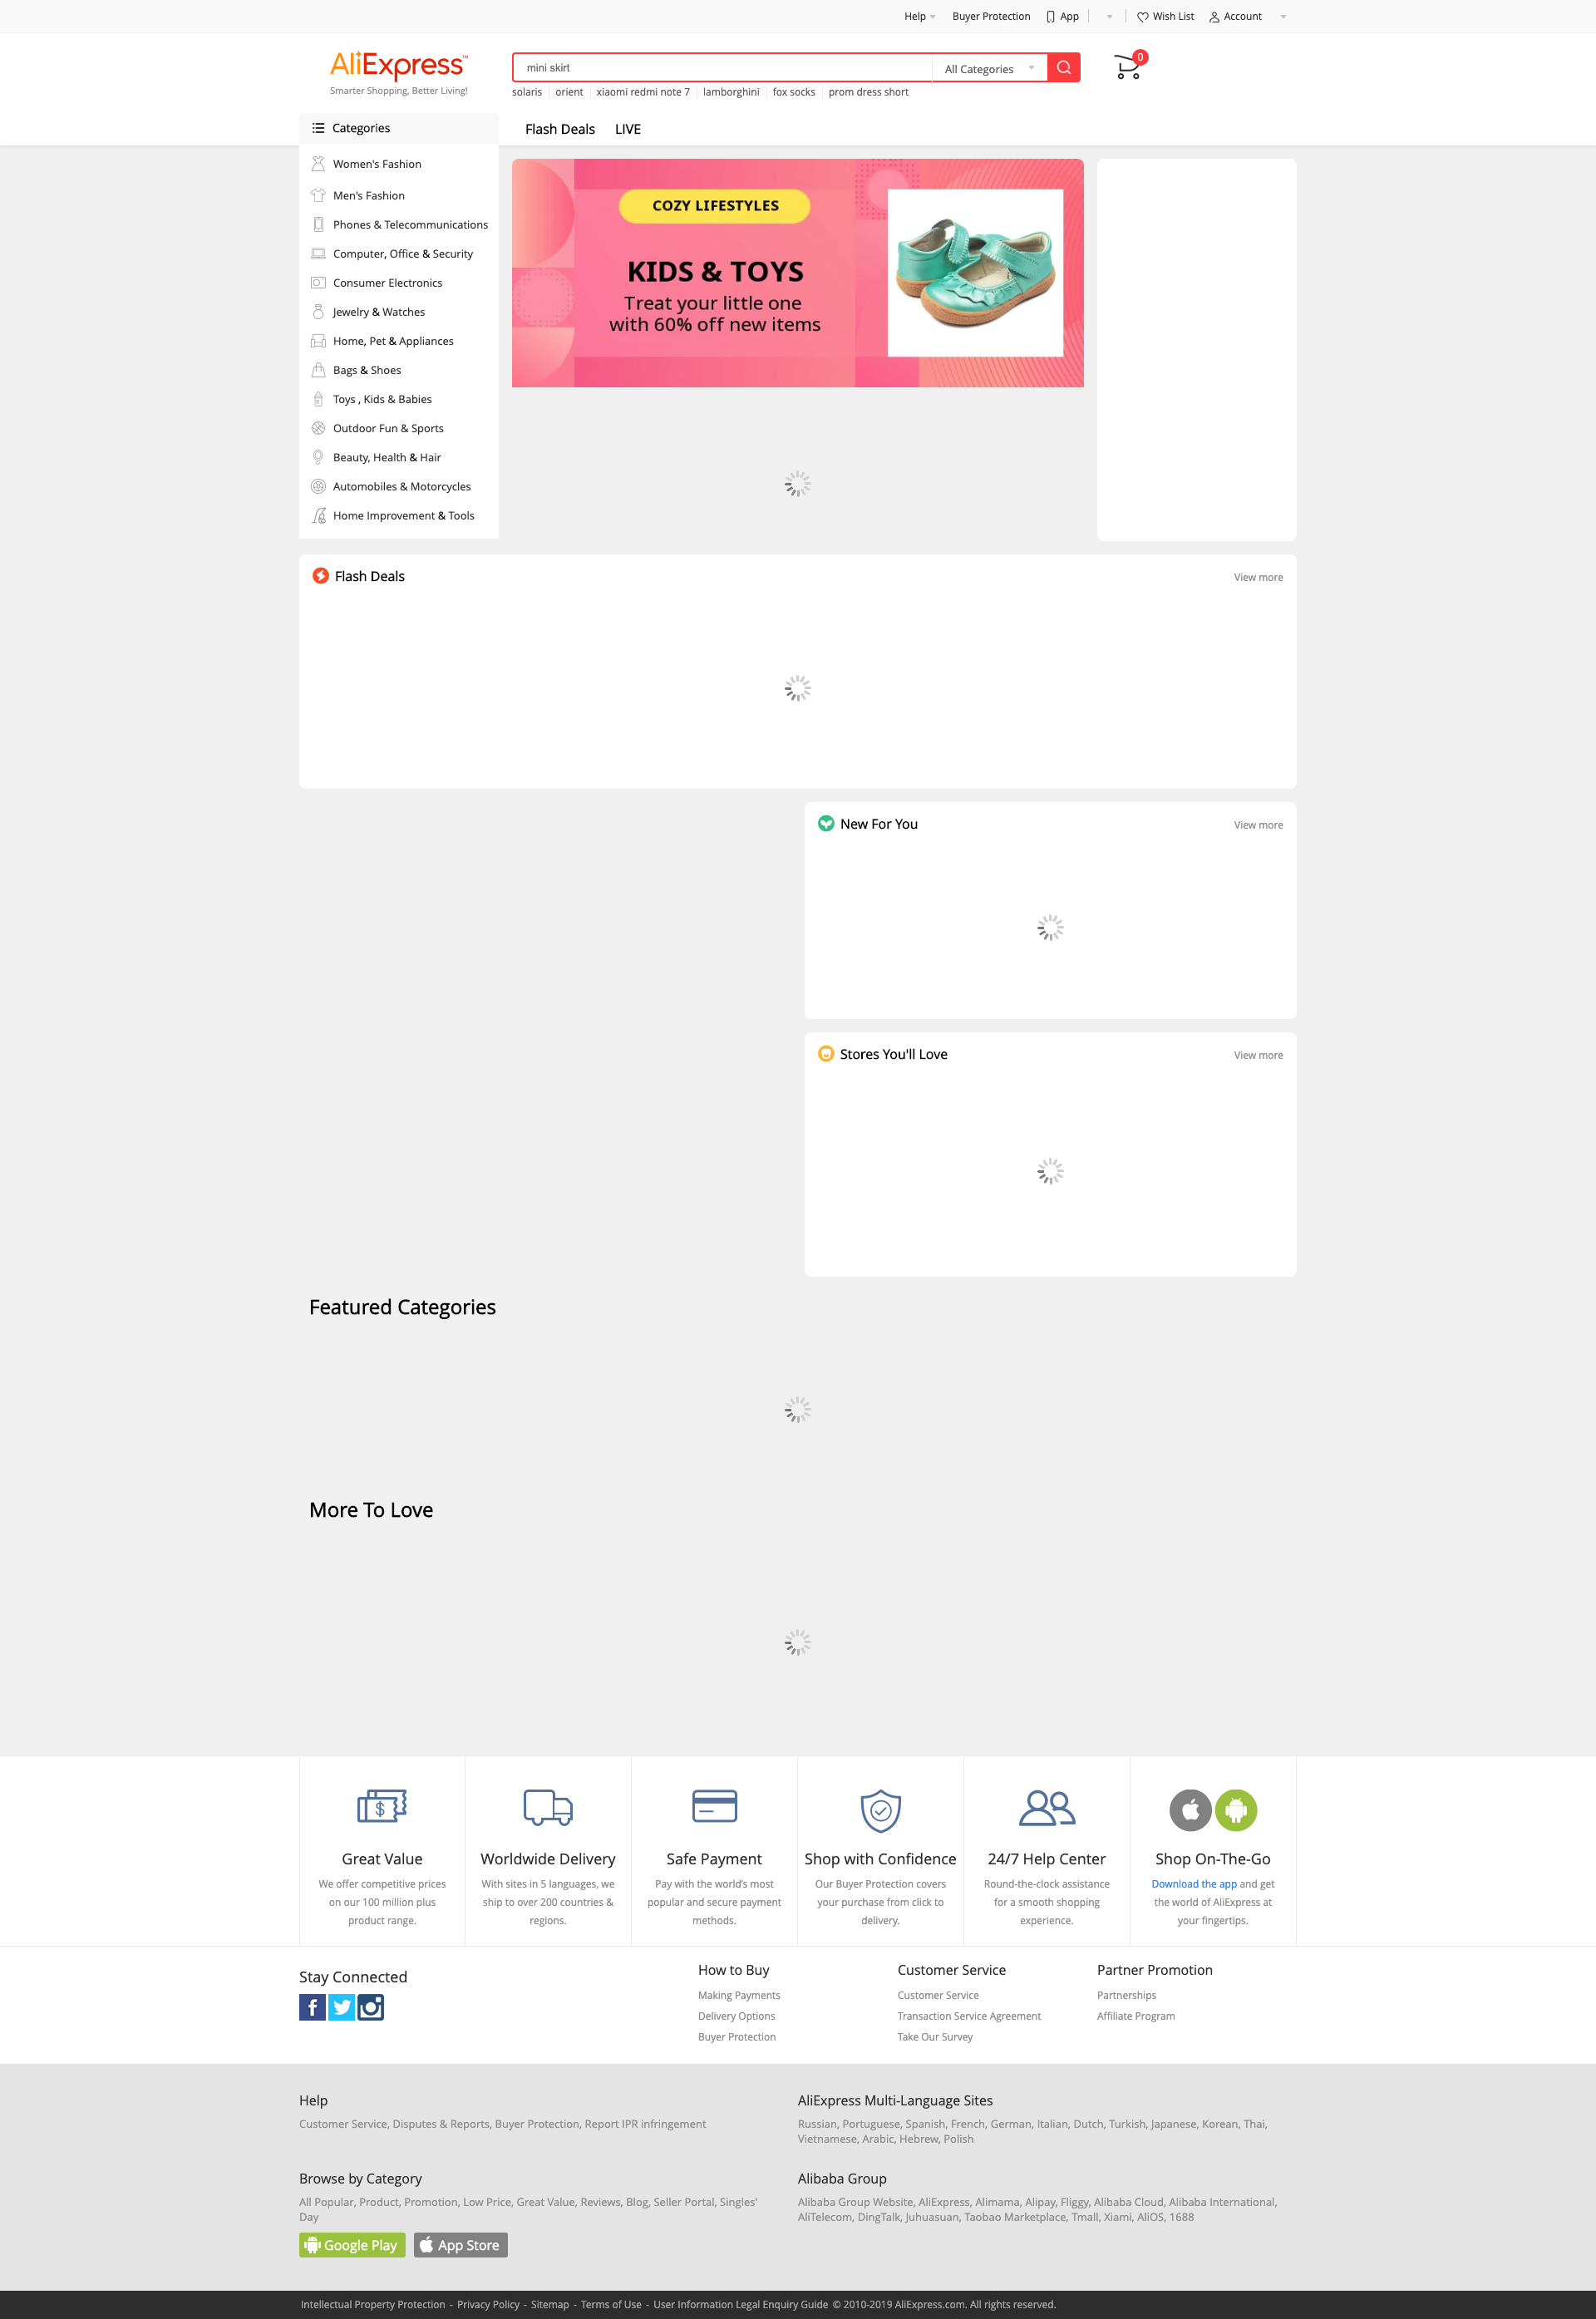 Help
Buyer Protection
App
Wish List
Account
AliExpress™
Smarter Shopping, Better Living!
mini skirt
All Categories
0
solaris
orient
xiaomi redmi note 7
lamborghini
fox socks
prom dress short
Categories
Flash Deals
LIVE
Women's Fashion
Men's Fashion
Phones & Telecommunications
Computer, Office & Security
Consumer Electronics
Jewelry & Watches
Home, Pet & Appliances
Bags & Shoes
Toys , Kids & Babies
Outdoor Fun & Sports
Beauty, Health & Hair
Automobiles & Motorcycles
Home Improvement & Tools
COZY LIFESTYLES
KIDS & TOYS
Treat your little one
with 60% off new items
Flash Deals
View more
New For You
View more
Stores You'll Love
View more
Featured Categories
More To Love
Great Value
We offer competitive prices
on our 100 million plus
product range.
Worldwide Delivery
With sites in 5 languages, we
ship to over 200 countries &
regions.
Safe Payment
Pay with the world's most
popular and secure payment
methods.
Shop with Confidence
Our Buyer Protection covers
your purchase from click to
delivery.
24/7 Help Center
Round-the-clock assistance
for a smooth shopping
experience.
Shop On-The-Go
Download the app and get
the world of AliExpress at
your fingertips.
Stay Connected
How to Buy
Making Payments
Delivery Options
Buyer Protection
Customer Service
Customer Service
Transaction Service Agreement
Take Our Survey
Partner Promotion
Partnerships
Affiliate Program
Help
Customer Service, Disputes & Reports, Buyer Protection, Report IPR infringement
AliExpress Multi-Language Sites
Russian, Portuguese, Spanish, French, German, Italian, Dutch, Turkish, Japanese, Korean, Thai,
Vietnamese, Arabic, Hebrew, Polish
Browse by Category
All Popular, Product, Promotion, Low Price, Great Value, Reviews, Blog, Seller Portal, Singles'
Day
Alibaba Group
Alibaba Group Website, AliExpress, Alimama, Alipay, Fliggy, Alibaba Cloud, Alibaba International,
AliTelecom, DingTalk, Juhuasuan, Taobao Marketplace, Tmall, Xiami, AliOS, 1688
Google Play
App Store
Intellectual Property Protection - Privacy Policy - Sitemap - Terms of Use - User Information Legal Enquiry Guide © 2010-2019 AliExpress.com. All rights reserved.